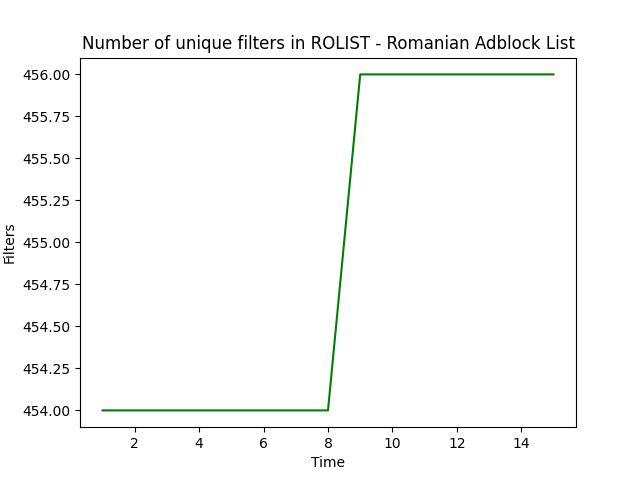 Number of unique filters in ROLIST - Romanian Adblock List
456.00
455.75
455.50
455.25
455.00
454.75
454.50
454.25
454.00
Filters
2 4 6 8 10 12 14
Time